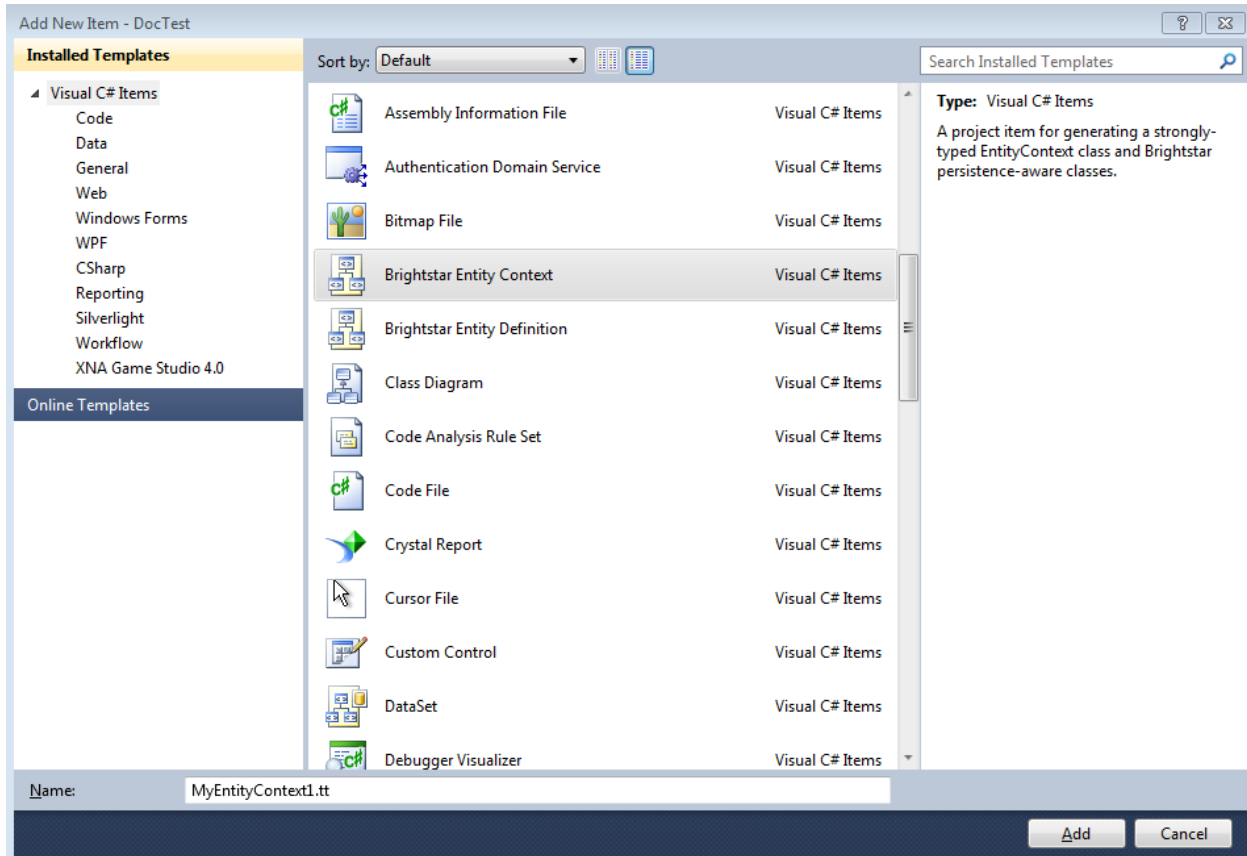 Add New Item - DocTest
Installed Templates
Visual C# Items
Code
Data
General
Web
Windows Forms
WPF
CSharp
Reporting
Silverlight
Workflow
XNA Game Studio 4.0
Online Templates
Sort by: Default
Assembly Information File Visual C# Items
Authentication Domain Service Visual C# Items
Bitmap File Visual C# Items
Brightstar Entity Context Visual C# Items
Brightstar Entity Definition Visual C# Items
Class Diagram Visual C# Items
Code Analysis Rule Set Visual C# Items
Code File Visual C# Items
Crystal Report Visual C# Items
Cursor File Visual C# Items
Custom Control Visual C# Items
DataSet Visual C# Items
Debugger Visualizer Visual C# Items
Search Installed Templates
Type: Visual C# Items
A project item for generating a strongly-
typed EntityContext class and Brightstar
persistence-aware classes.
Name: MyEntityContext1.tt
Add Cancel